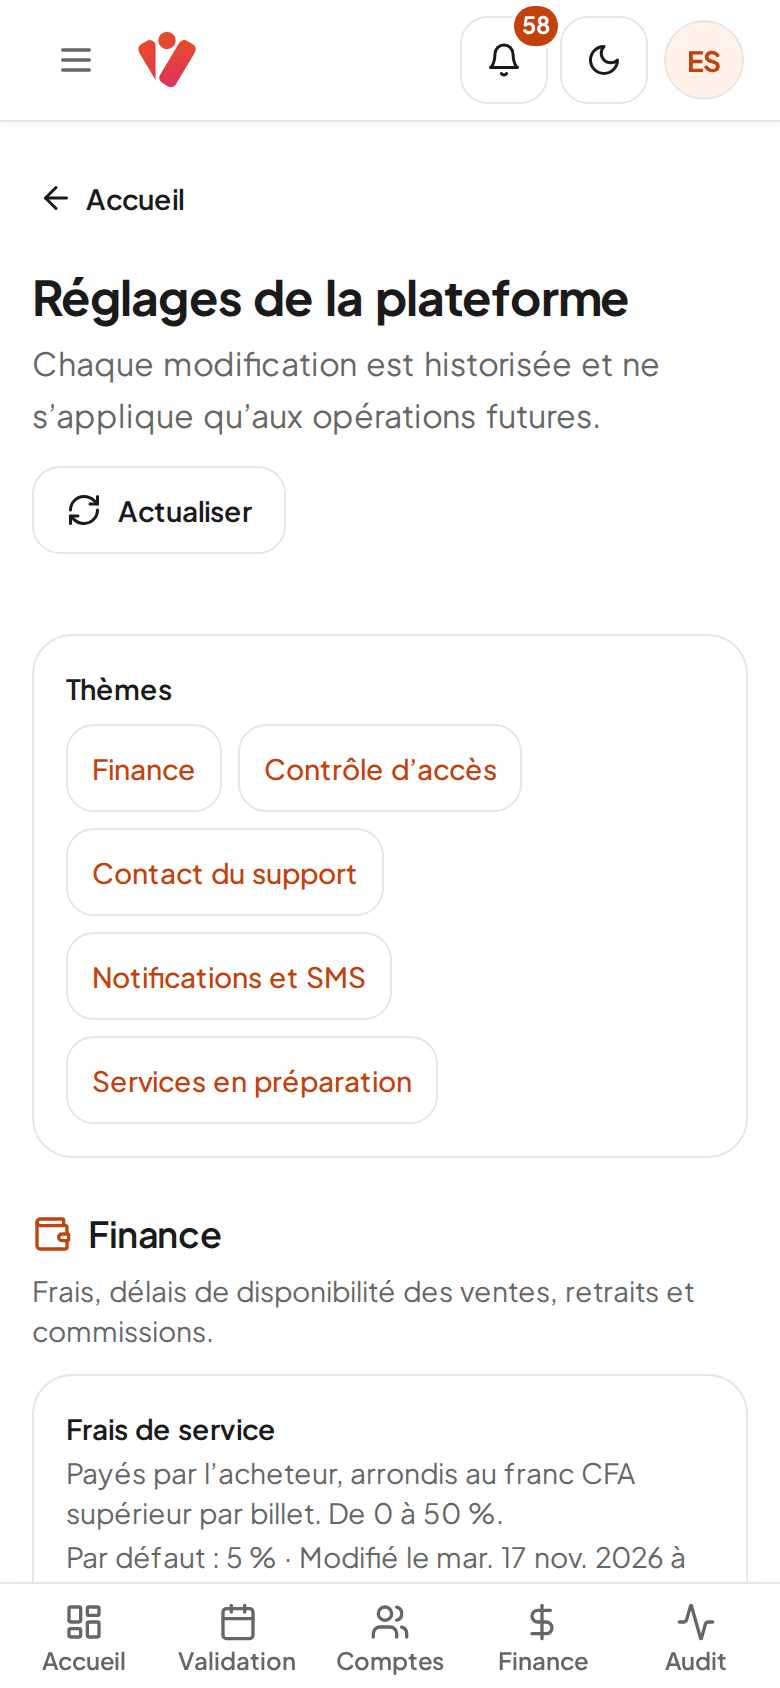 58
ES
Accueil
Réglages de la plateforme
Chaque modification est historisée et ne
s’applique qu’aux opérations futures.
Actualiser
Thèmes
Finance
Contrôle d’accès
Contact du support
Notifications et SMS
Services en préparation
Finance
Frais, délais de disponibilité des ventes, retraits et
commissions.
Frais de service
Payés par l’acheteur, arrondis au franc CFA
supérieur par billet. De 0 à 50 %.
Par défaut : 5 % · Modifié le mar. 17 nov. 2026 à
Accueil
Validation
Comptes
Finance
Audit